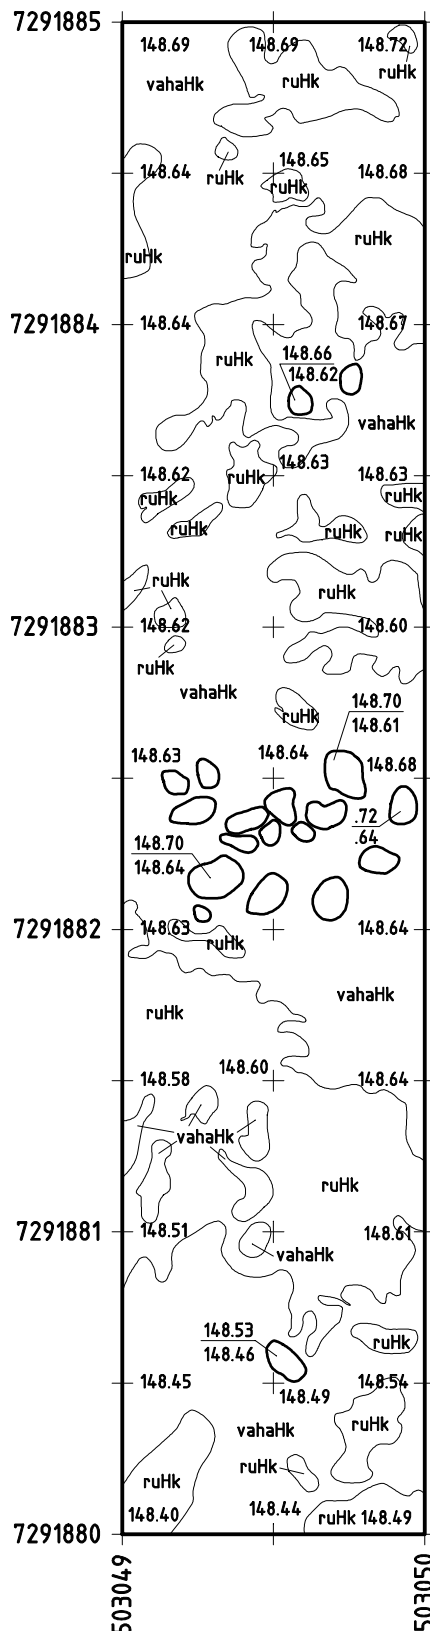 7291885
148.69 148.69 148.72
vahaHk ruHk ruHk
148.65
148.64 ruHk ruHk 148.68
ruHk
ruHk
7291884 148.64 148.67
148.66
148.62
ruHk
vahaHk
148.63
148.62 ruHk 148.63
ruHk ruHk
ruHk ruHk ruHk
ruHk
ruHk
7291883 148.62 148.60
ruHk
vahaHk
148.70
148.61
ruHk
148.63 148.64 148.68
.72
.64
148.70
148.64
7291882 148.63 148.64
ruHk
vahaHk
ruHk
148.60
148.58 148.64
vahaHk
ruHk
7291881 148.51 148.61
vahaHk
148.53
148.46
ruHk
148.45 148.54
148.49
vahaHk ruHk
ruHk
ruHk
148.40 148.44 ruHk 148.49
7291880
503049 503050